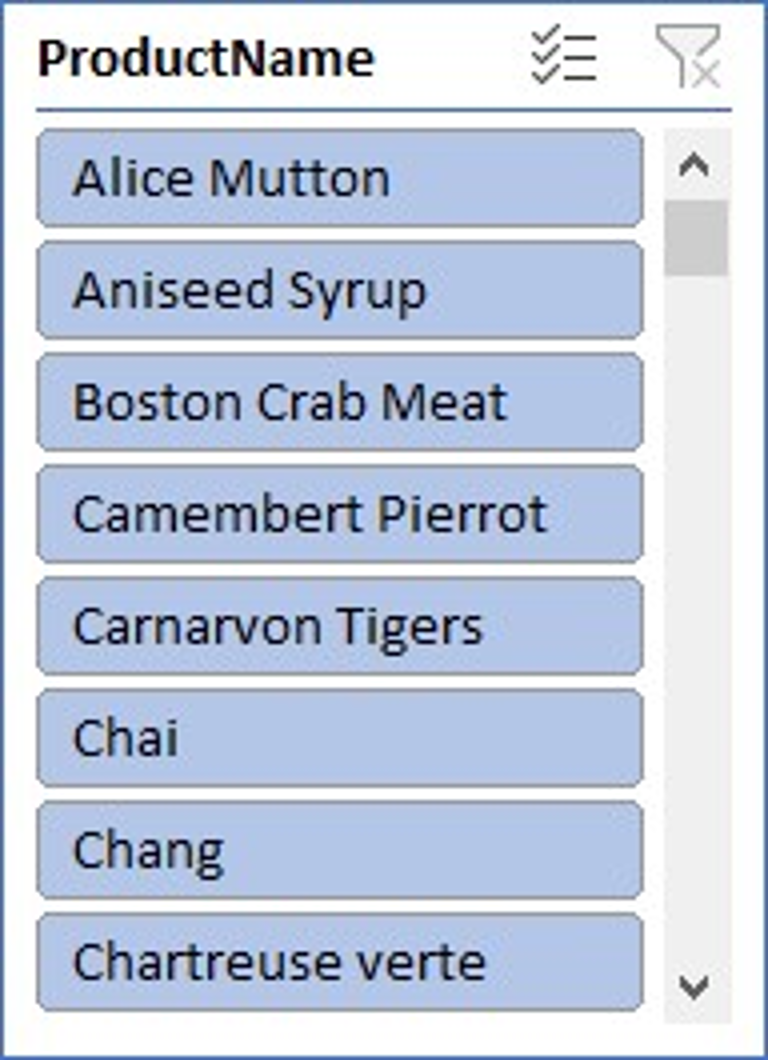 ProductName
Alice Mutton
Aniseed Syrup
Boston Crab Meat
Camembert Pierrot
Carnarvon Tigers
Chai
Chang
Chartreuse verte